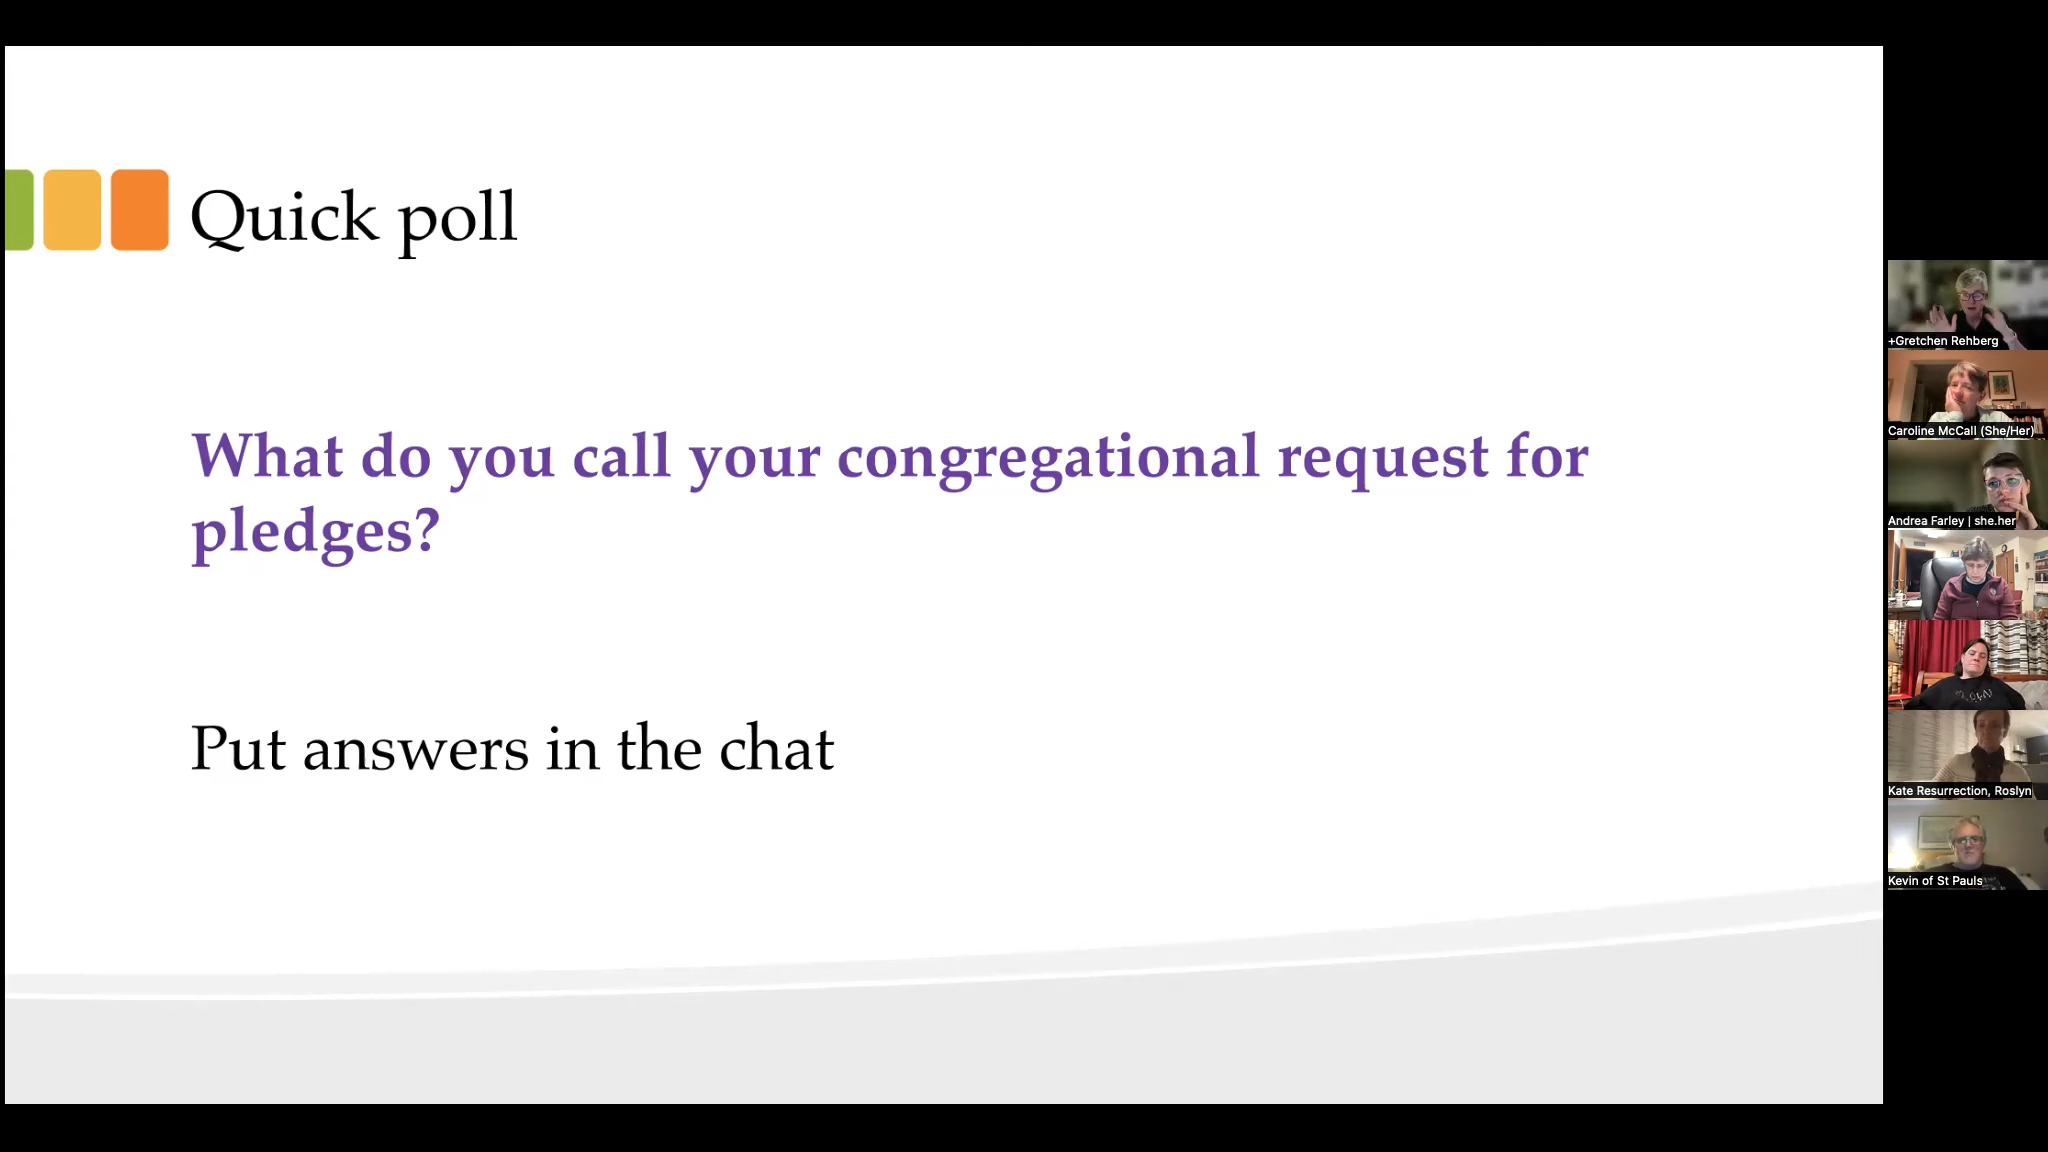 Quick poll
What do you call your congregational request for
pledges?
Put answers in the chat
+Gretchen Rehberg
Caroline McCall (She/Her)
Andrea Farley | she.her
Kate Resurrection, Roslyn
Kevin of St Pauls